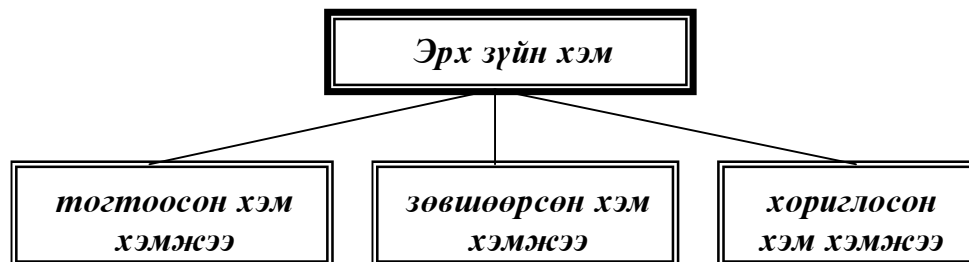 Эрх зүйн хэм
тогтоосон хэм
хэмжээ
зөвшөөрсөн хэм
хэмжээ
хориглосон
хэм хэмжээ